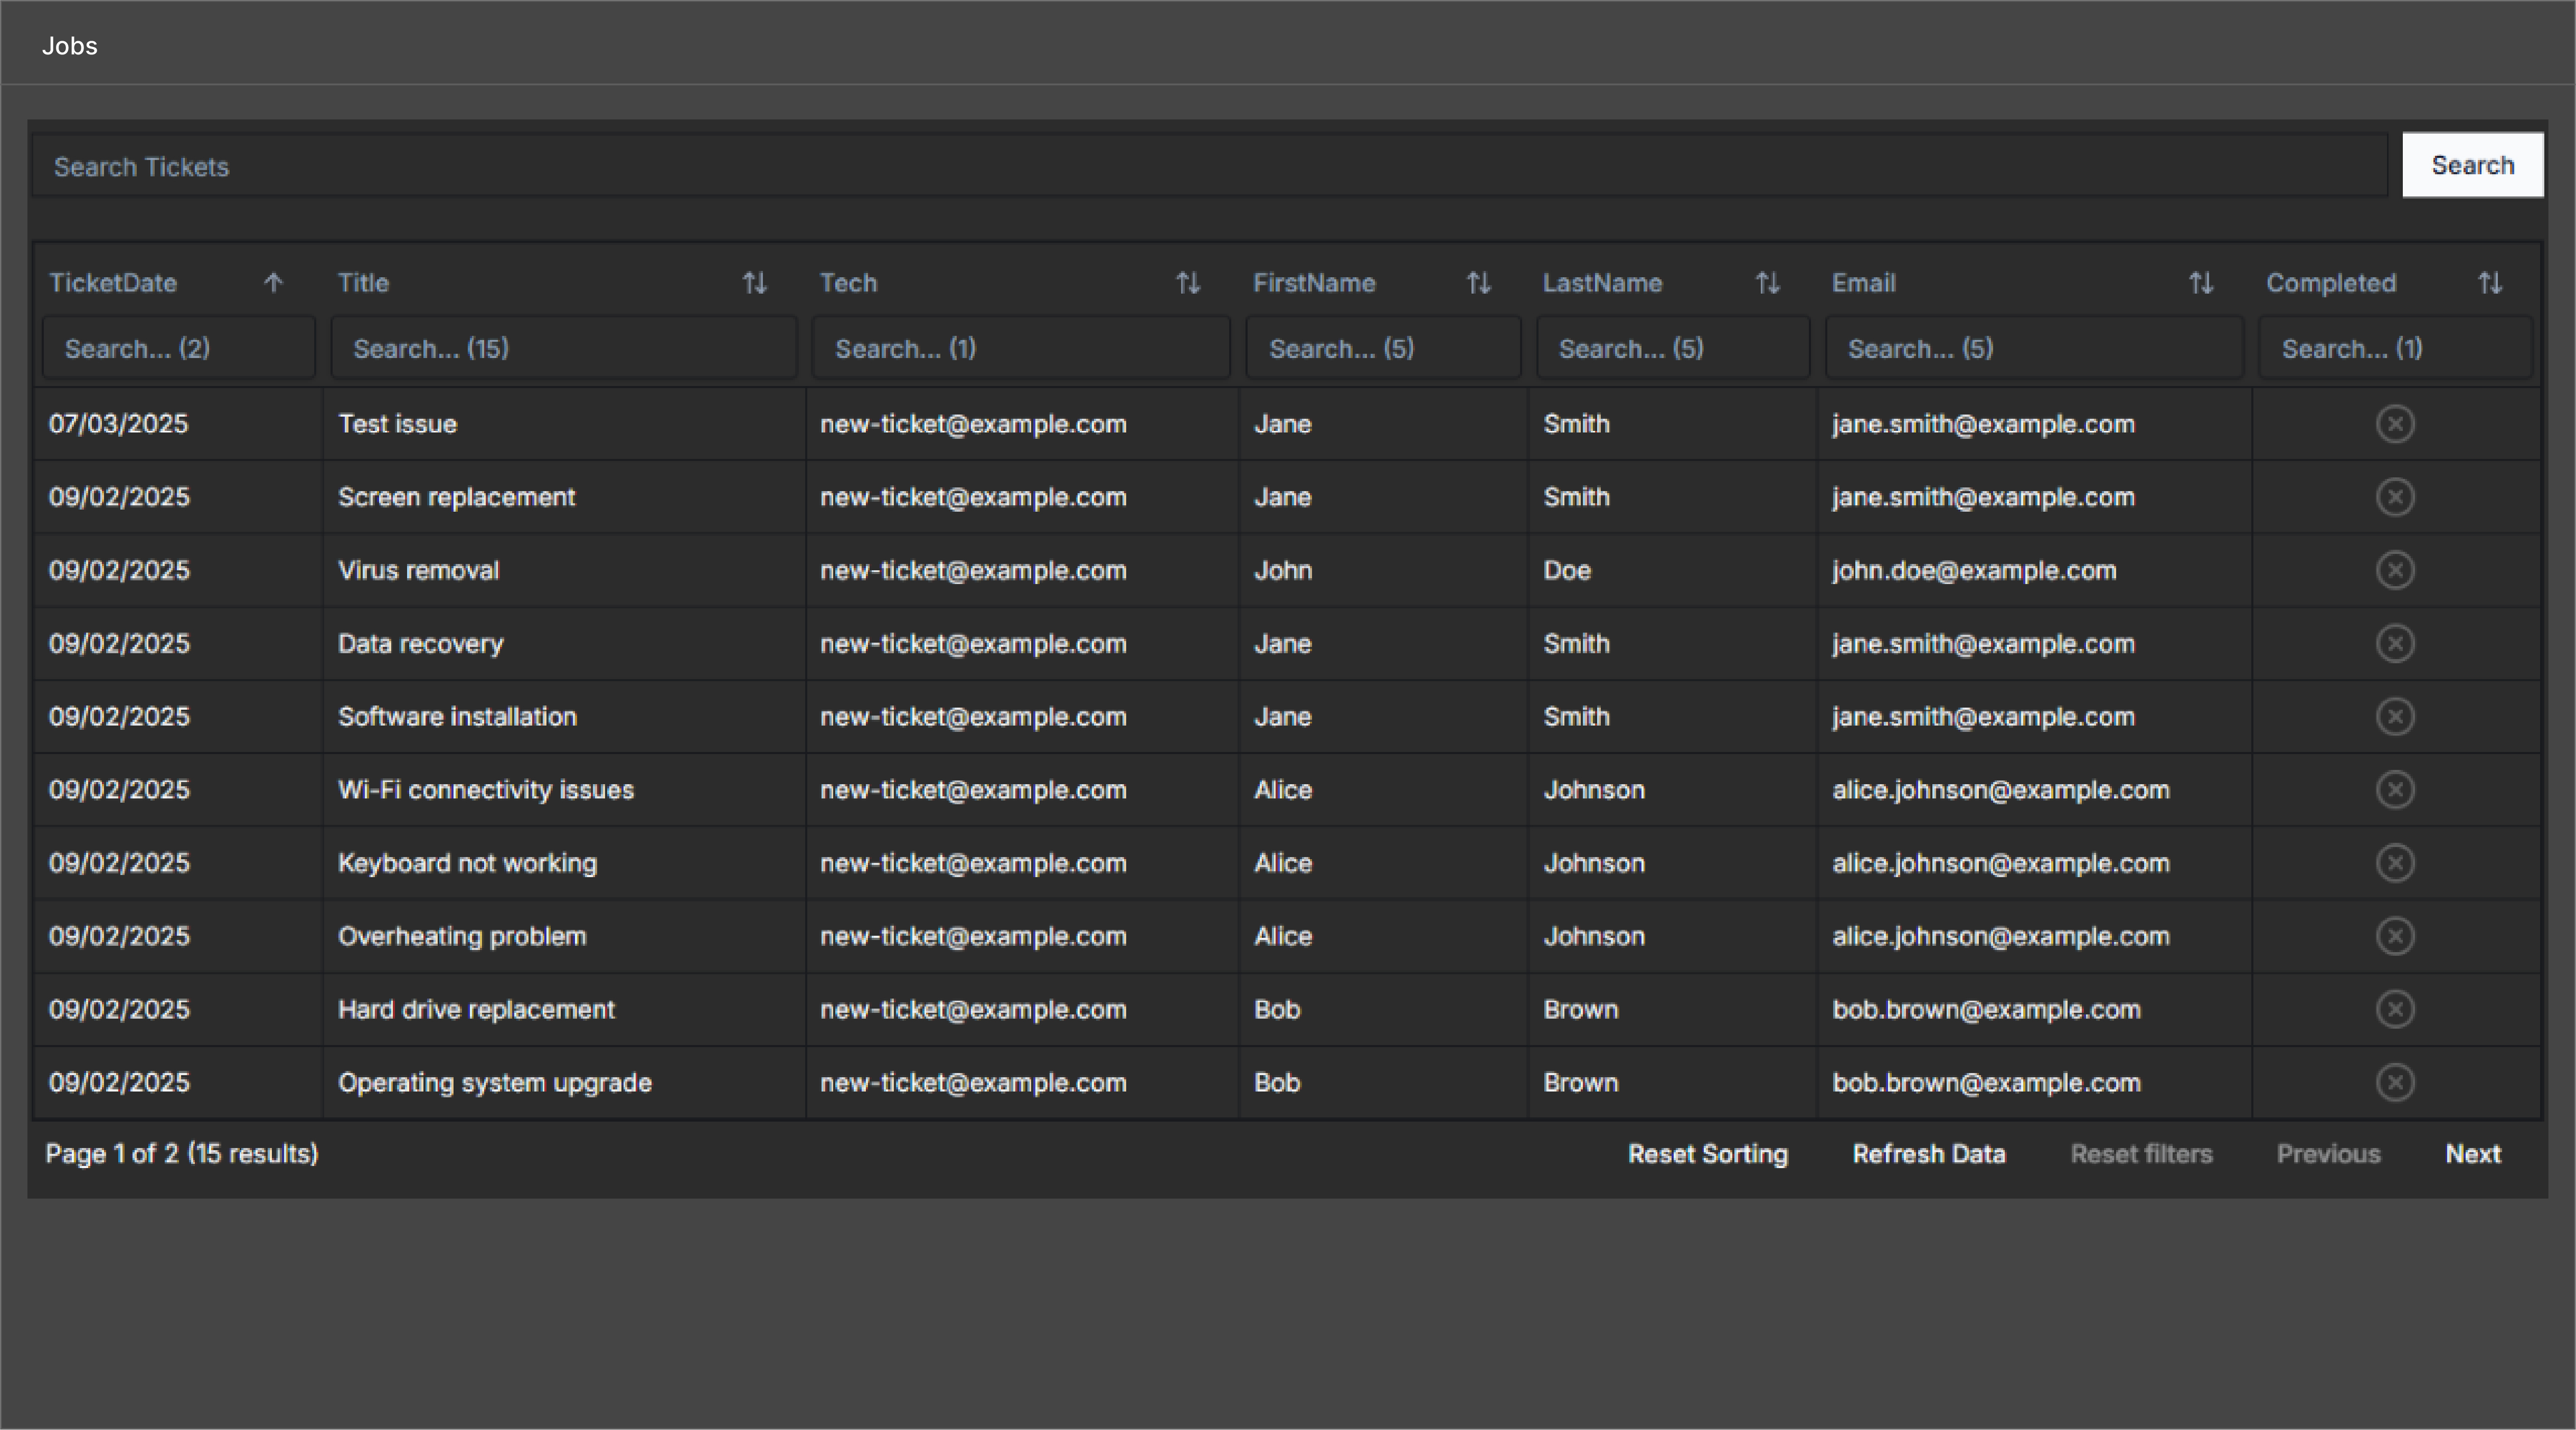 Jobs
Search Tickets Search
TicketDate Title Tech FirstName LastName Email Completed
Search... (2) Search... (15) Search... (1) Search... (5) Search... (5) Search... (5) Search... (1)
07/03/2025 Test issue new-ticket@example.com Jane Smith jane.smith@example.com
09/02/2025 Screen replacement new-ticket@example.com Jane Smith jane.smith@example.com
09/02/2025 Virus removal new-ticket@example.com John Doe john.doe@example.com
09/02/2025 Data recovery new-ticket@example.com Jane Smith jane.smith@example.com
09/02/2025 Software installation new-ticket@example.com Jane Smith jane.smith@example.com
09/02/2025 Wi-Fi connectivity issues new-ticket@example.com Alice Johnson alice.johnson@example.com
09/02/2025 Keyboard not working new-ticket@example.com Alice Johnson alice.johnson@example.com
09/02/2025 Overheating problem new-ticket@example.com Alice Johnson alice.johnson@example.com
09/02/2025 Hard drive replacement new-ticket@example.com Bob Brown bob.brown@example.com
09/02/2025 Operating system upgrade new-ticket@example.com Bob Brown bob.brown@example.com
Page 1 of 2 (15 results) Reset Sorting Refresh Data Reset filters Previous Next